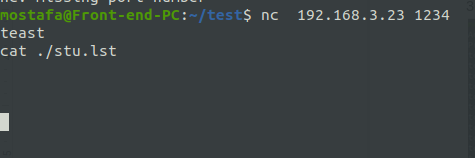 mostafa@Front-end-PC:~/test$ nc  192.168.3.23 1234
teast
cat ./stu.lst